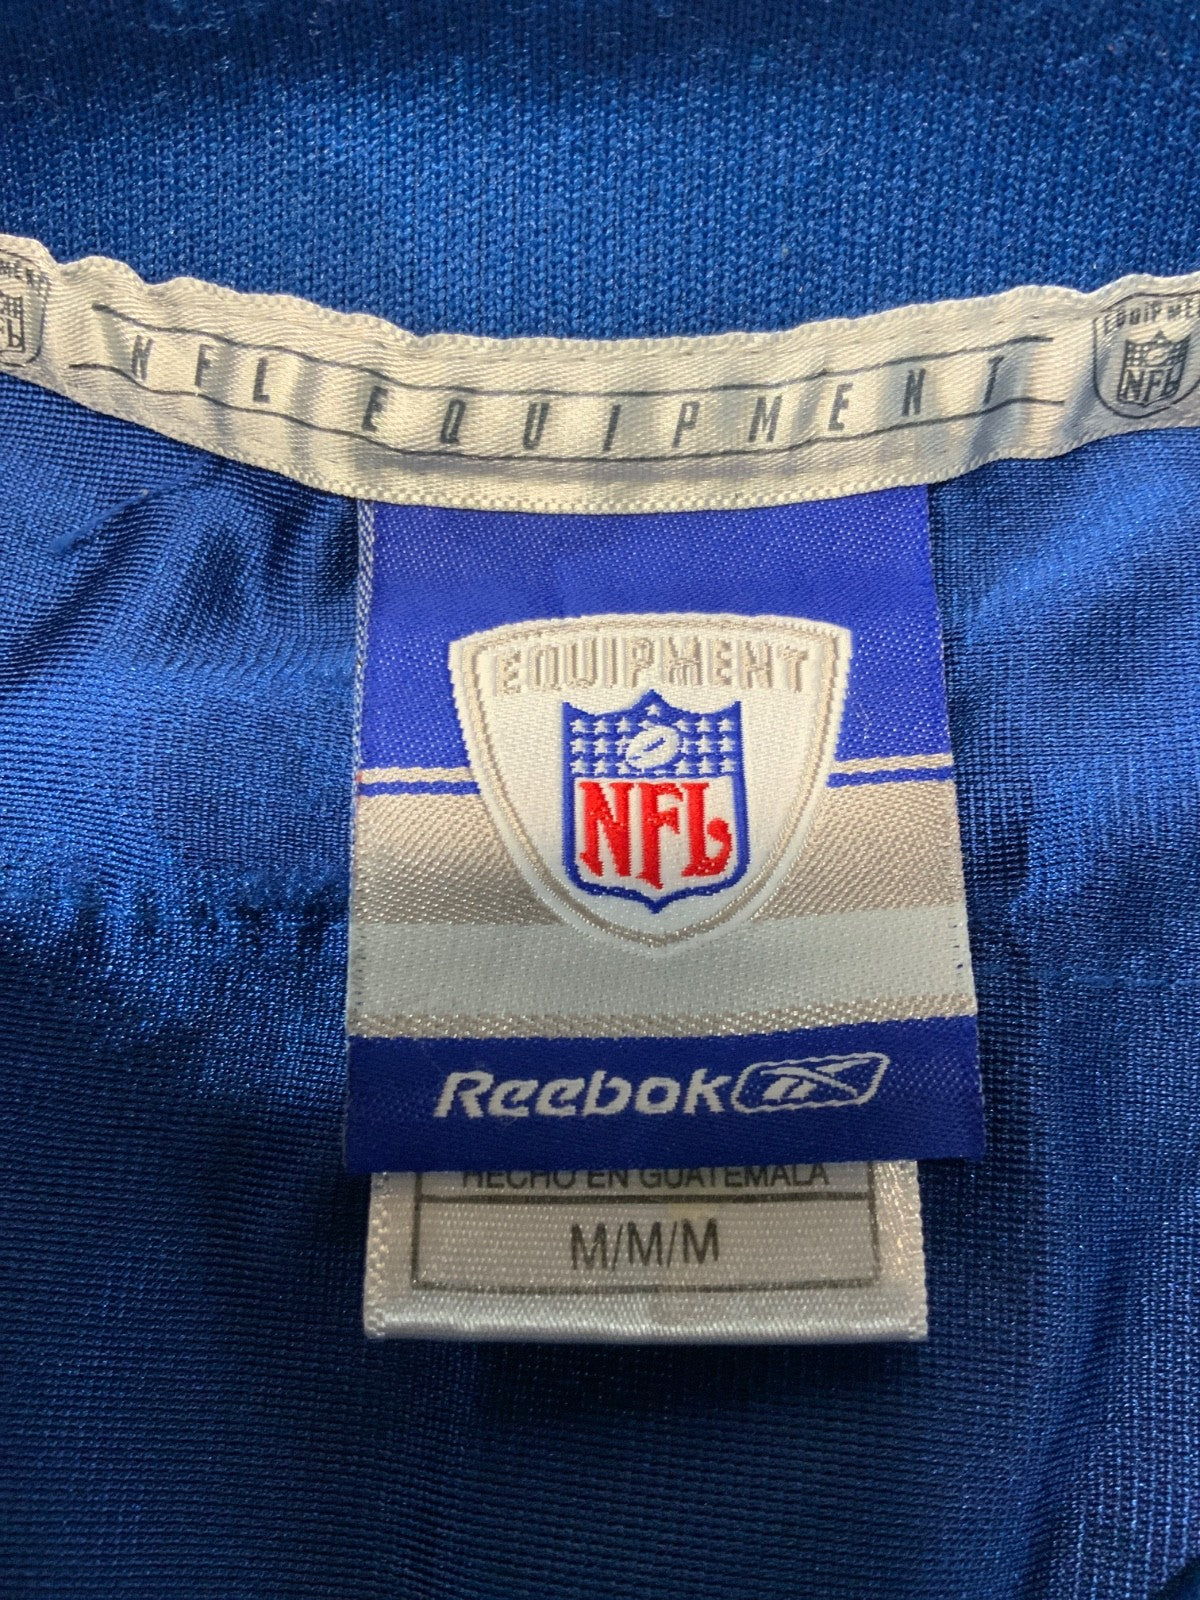 NFL EQUIPMENT
EQUIPMENT
NFL
EQUIPMENT
NFL
Reebok
HECHO EN GUATEMALA
M/M/M